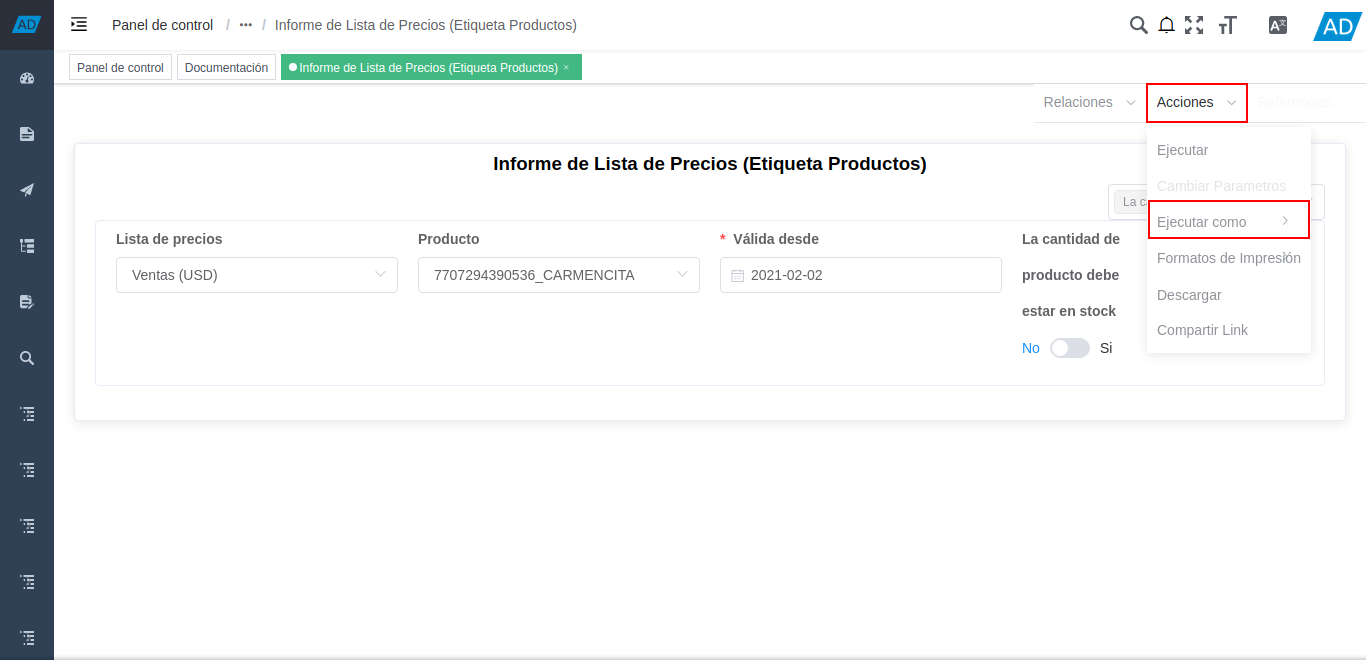 AD
Panel de control / ••• / Informe de Lista de Precios (Etiqueta Productos)
AD
Panel de control
Documentación
Informe de Lista de Precios (Etiqueta Productos) ×
Relaciones
Acciones
Referencias
Ejecutar
Cambiar Parametros
Ejecutar como
Formatos de Impresión
Descargar
Compartir Link
Informe de Lista de Precios (Etiqueta Productos)
Lista de precios
Ventas (USD)
Producto
7707294390536_CARMENCITA
* Válida desde
2021-02-02
La cantidad de
producto debe
estar en stock
No Si